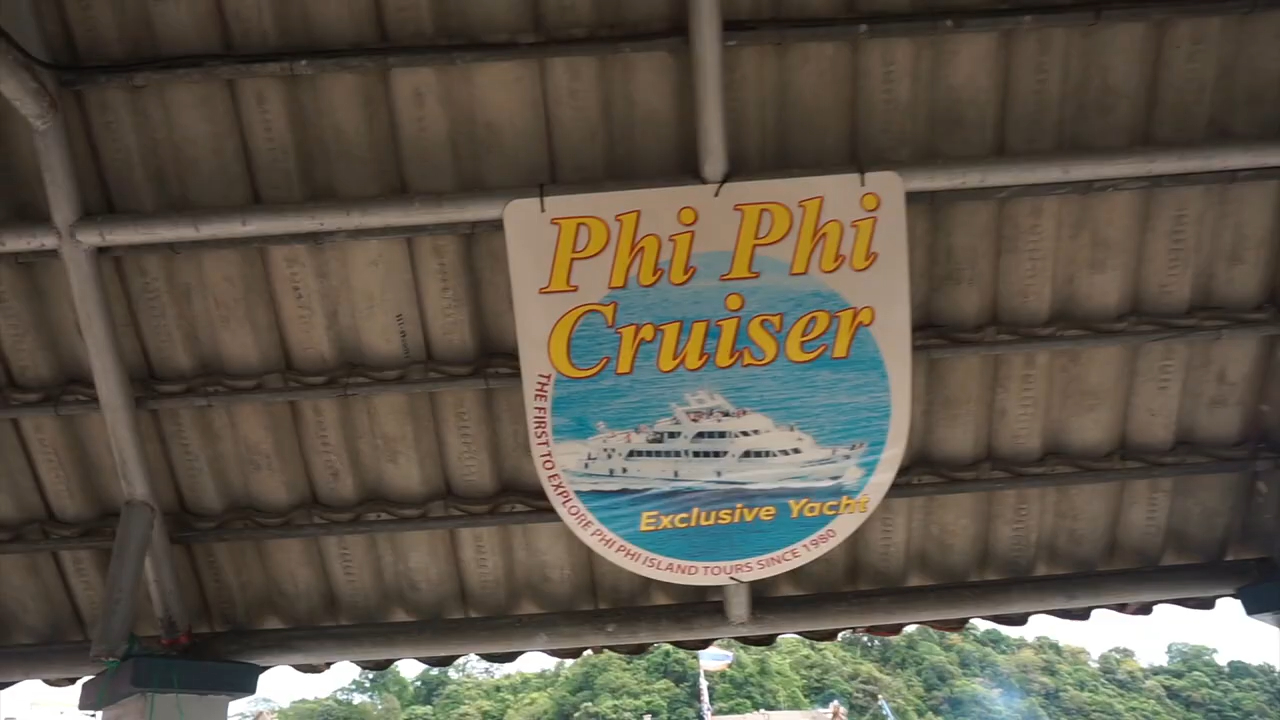 Phi Phi
Cruiser
Exclusive Yacht
THE FIRST TO EXPLORE PHI PHI ISLAND TOURS SINCE 1980